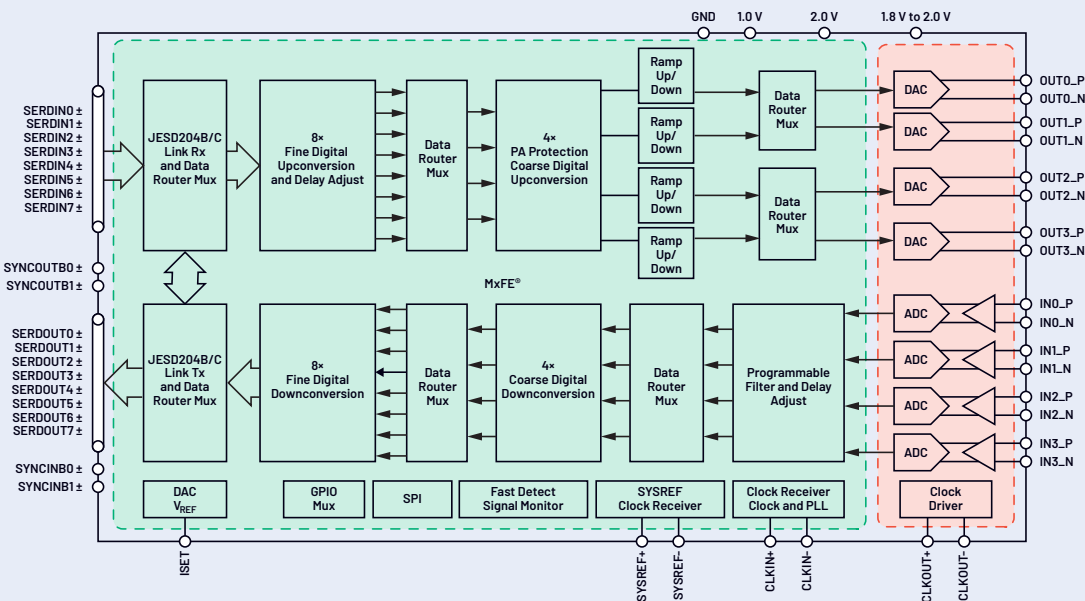 GND
1.0 V
2.0 V
1.8 V to 2.0 V
SERDIN0 ±
SERDIN1 ±
SERDIN2 ±
SERDIN3 ±
SERDIN4 ±
SERDIN5 ±
SERDIN6 ±
SERDIN7 ±
SYNCOUTB0 ±
SYNCOUTB1 ±
JESD204B/C
Link Rx
and Data
Router Mux
8×
Fine Digital
Upconversion
and Delay Adjust
Data
Router
Mux
4×
PA Protection
Coarse Digital
Upconversion
Ramp
Up/
Down
Ramp
Up/
Down
Ramp
Up/
Down
Ramp
Up/
Down
Data
Router
Mux
Data
Router
Mux
DAC
DAC
DAC
DAC
OUT0_P
OUT0_N
OUT1_P
OUT1_N
OUT2_P
OUT2_N
OUT3_P
OUT3_N
MxFE®
SERDOUT0 ±
SERDOUT1 ±
SERDOUT2 ±
SERDOUT3 ±
SERDOUT4 ±
SERDOUT5 ±
SERDOUT6 ±
SERDOUT7 ±
SYNCINB0 ±
SYNCINB1 ±
JESD204B/C
Link Tx
and Data
Router Mux
8×
Fine Digital
Downconversion
Data
Router
Mux
4×
Coarse Digital
Downconversion
Data
Router
Mux
Programmable
Filter and Delay
Adjust
ADC
ADC
ADC
ADC
IN0_P
IN0_N
IN1_P
IN1_N
IN2_P
IN2_N
IN3_P
IN3_N
DAC
VREF
GPIO
Mux
SPI
Fast Detect
Signal Monitor
SYSREF
Clock Receiver
Clock Receiver
Clock and PLL
Clock
Driver
ISET
SYSREF+
SYSREF-
CLKIN+
CLKIN-
CLKOUT+
CLKOUT-